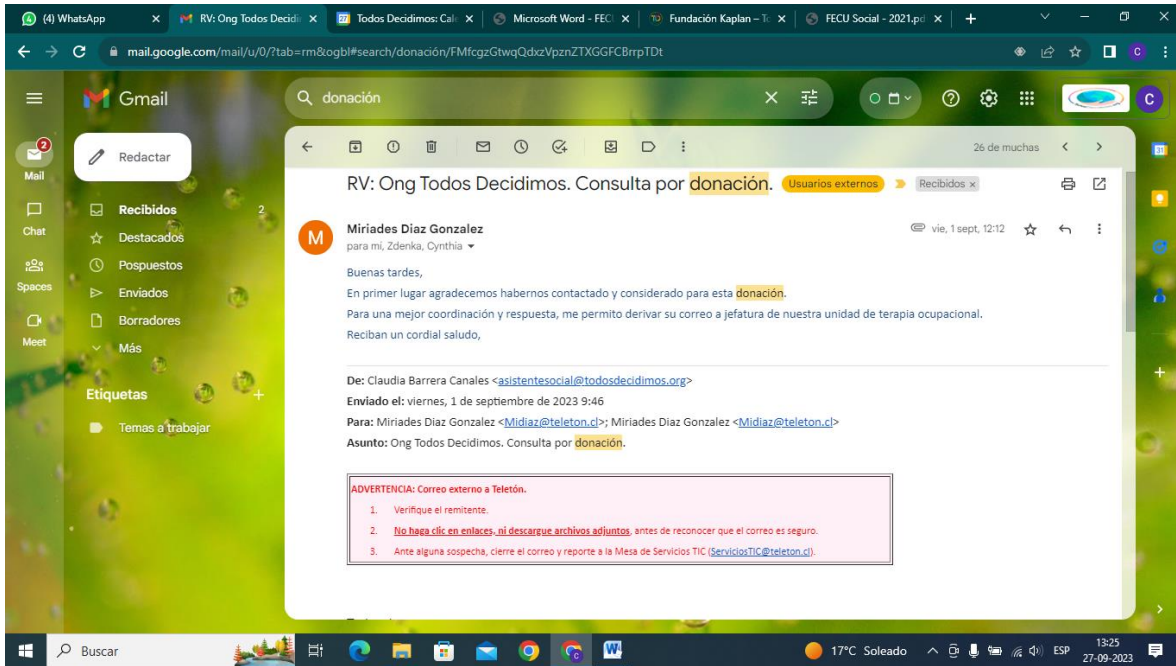 (4) WhatsApp
RV: Ong Todos Decidi
Todos Decidimos: Cal
Microsoft Word - FEC
Fundación Kaplan – To
FECU Social - 2021.pd
mail.google.com/mail/u/0/?tab=rm&ogbl#search/donación/FMfcgzGtwqQdxzVpznZTXGGFCBrrpTDt
Gmail
donación
Redactar
26 de muchas
2
Mail
Chat
Spaces
Meet
Recibidos 2
Destacados
Pospuestos
Enviados
Borradores
Más
Etiquetas
Temas a trabajar
RV: Ong Todos Decidimos. Consulta por donación. Usuarios externos Recibidos x
M
Miriades Diaz Gonzalez
vie, 1 sept, 12:12
para mí, Zdenka, Cynthia
Buenas tardes,
En primer lugar agradecemos habernos contactado y considerado para esta donación.
Para una mejor coordinación y respuesta, me permito derivar su correo a jefatura de nuestra unidad de terapia ocupacional.
Reciban un cordial saludo,
De: Claudia Barrera Canales <asistentesocial@todosdecidimos.org>
Enviado el: viernes, 1 de septiembre de 2023 9:46
Para: Miriades Diaz Gonzalez <Midiaz@teleton.cl>; Miriades Diaz Gonzalez <Midiaz@teleton.cl>
Asunto: Ong Todos Decidimos. Consulta por donación.
ADVERTENCIA: Correo externo a Teletón.
1. Verifique el remitente.
2. No haga clic en enlaces, ni descargue archivos adjuntos, antes de reconocer que el correo es seguro.
3. Ante alguna sospecha, cierre el correo y reporte a la Mesa de Servicios TIC (ServiciosTIC@teleton.cl).
Buscar
17°C Soleado
ESP
13:25
27-09-2023